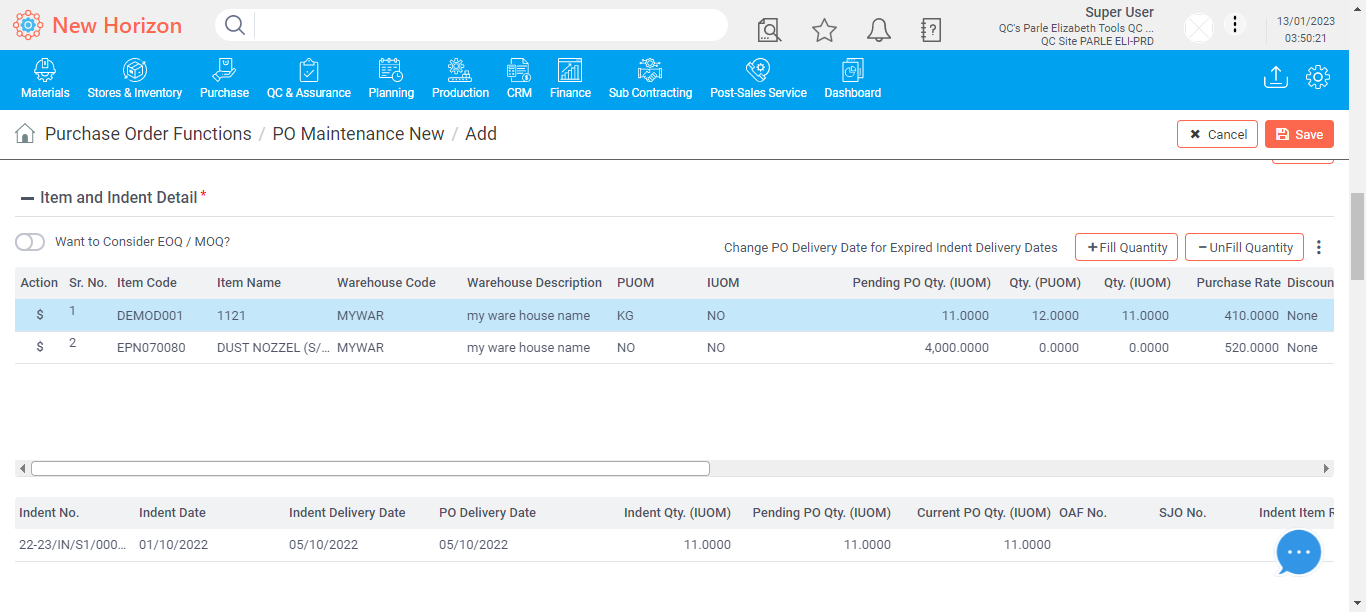 New Horizon
Super User
QC's Parle Elizabeth Tools QC ...
QC Site PARLE ELI-PRD
13/01/2023
03:50:21
Materials Stores & Inventory Purchase QC & Assurance Planning Production CRM Finance Sub Contracting Post-Sales Service Dashboard
Purchase Order Functions / PO Maintenance New / Add
Cancel Save
Item and Indent Detail *
Want to Consider EOQ / MOQ?
Change PO Delivery Date for Expired Indent Delivery Dates + Fill Quantity − UnFill Quantity
Action Sr. No. Item Code Item Name Warehouse Code Warehouse Description PUOM IUOM Pending PO Qty. (IUOM) Qty. (PUOM) Qty. (IUOM) Purchase Rate Discoun
$ 1 DEMOD001 1121 MYWAR my ware house name KG NO 11.0000 12.0000 11.0000 410.0000 None
$ 2 EPN070080 DUST NOZZEL (S/... MYWAR my ware house name NO NO 4,000.0000 0.0000 0.0000 520.0000 None
Indent No. Indent Date Indent Delivery Date PO Delivery Date Indent Qty. (IUOM) Pending PO Qty. (IUOM) Current PO Qty. (IUOM) OAF No. SJO No. Indent Item R
22-23/IN/S1/000... 01/10/2022 05/10/2022 05/10/2022 11.0000 11.0000 11.0000